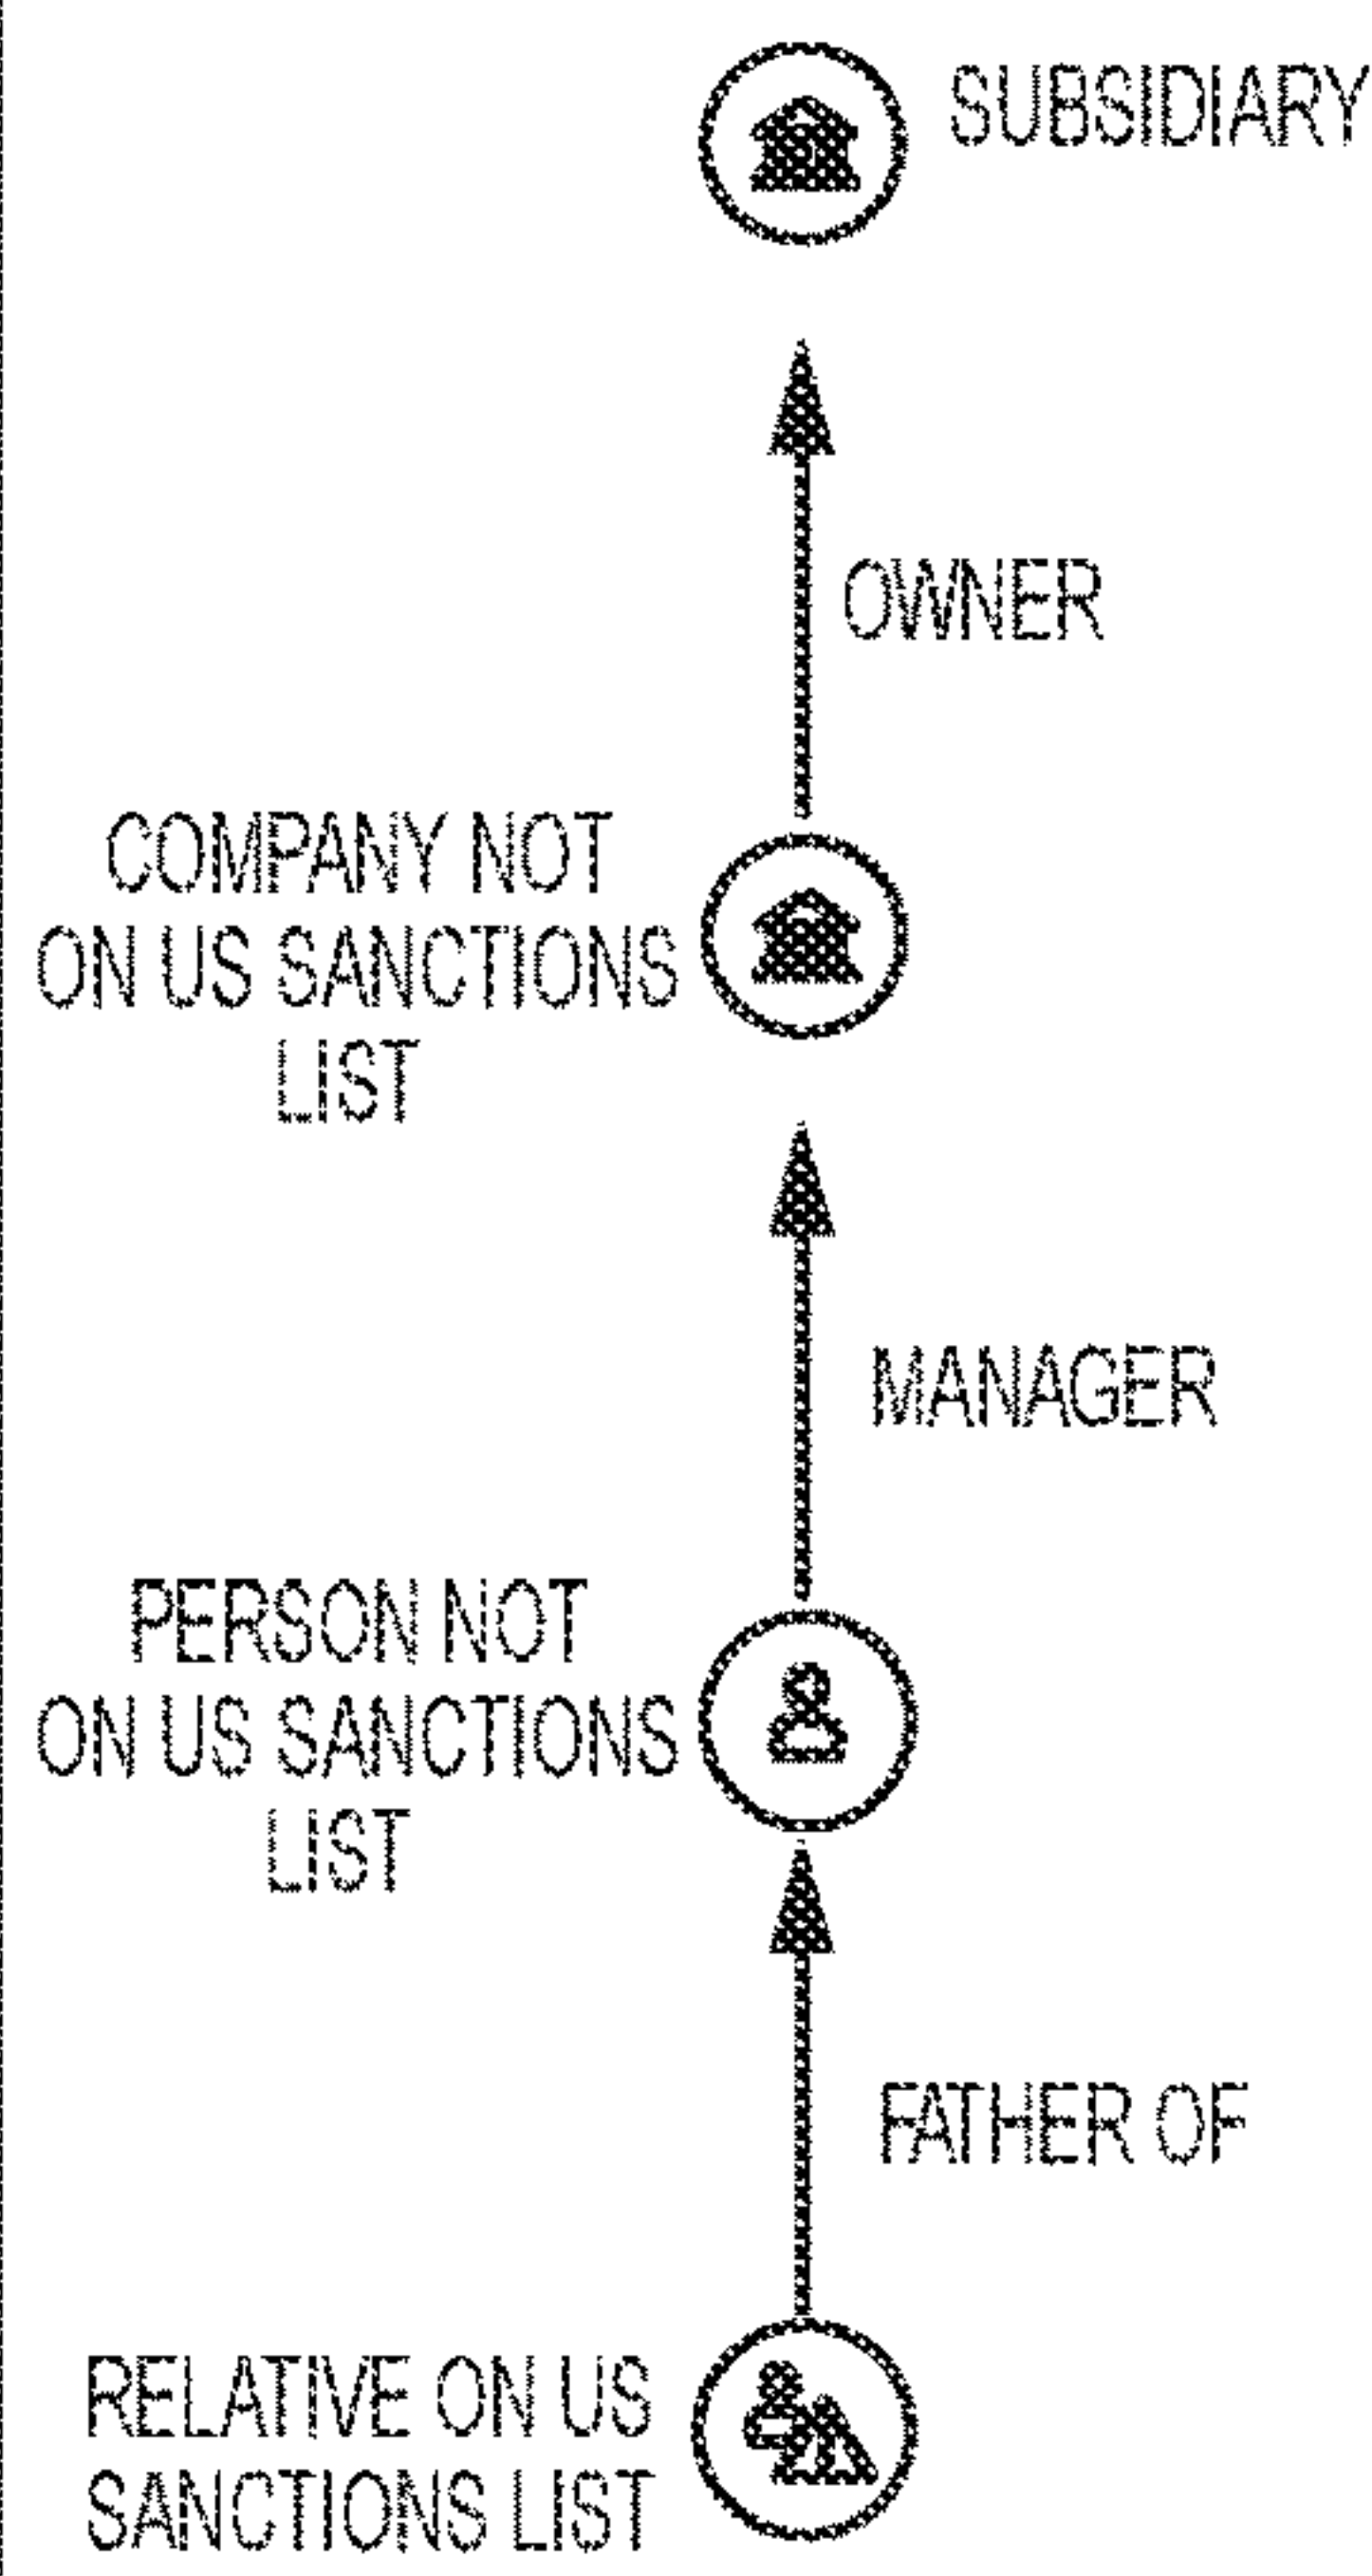 SUBSIDIARY
OWNER
COMPANY NOT
ON US SANCTIONS
LIST
MANAGER
PERSON NOT
ON US SANCTIONS
LIST
FATHER OF
RELATIVE ON US
SANCTIONS LIST